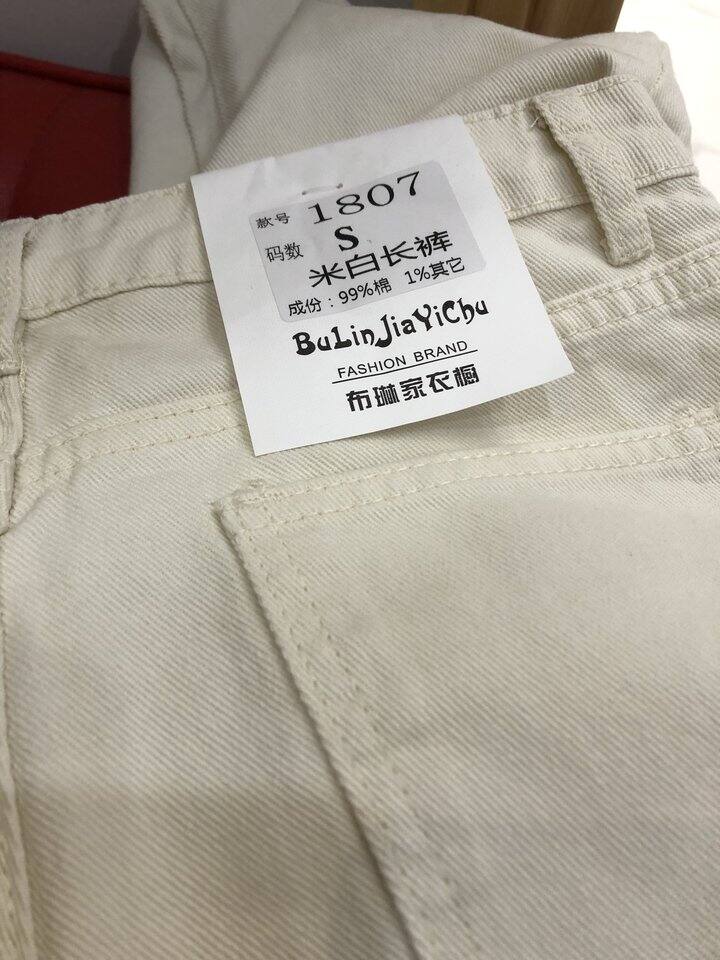 款号 1807
码数 S
米白长裤
成份：99%棉 1%其它
BuLinJiaYiChu
FASHION BRAND
布琳家衣橱